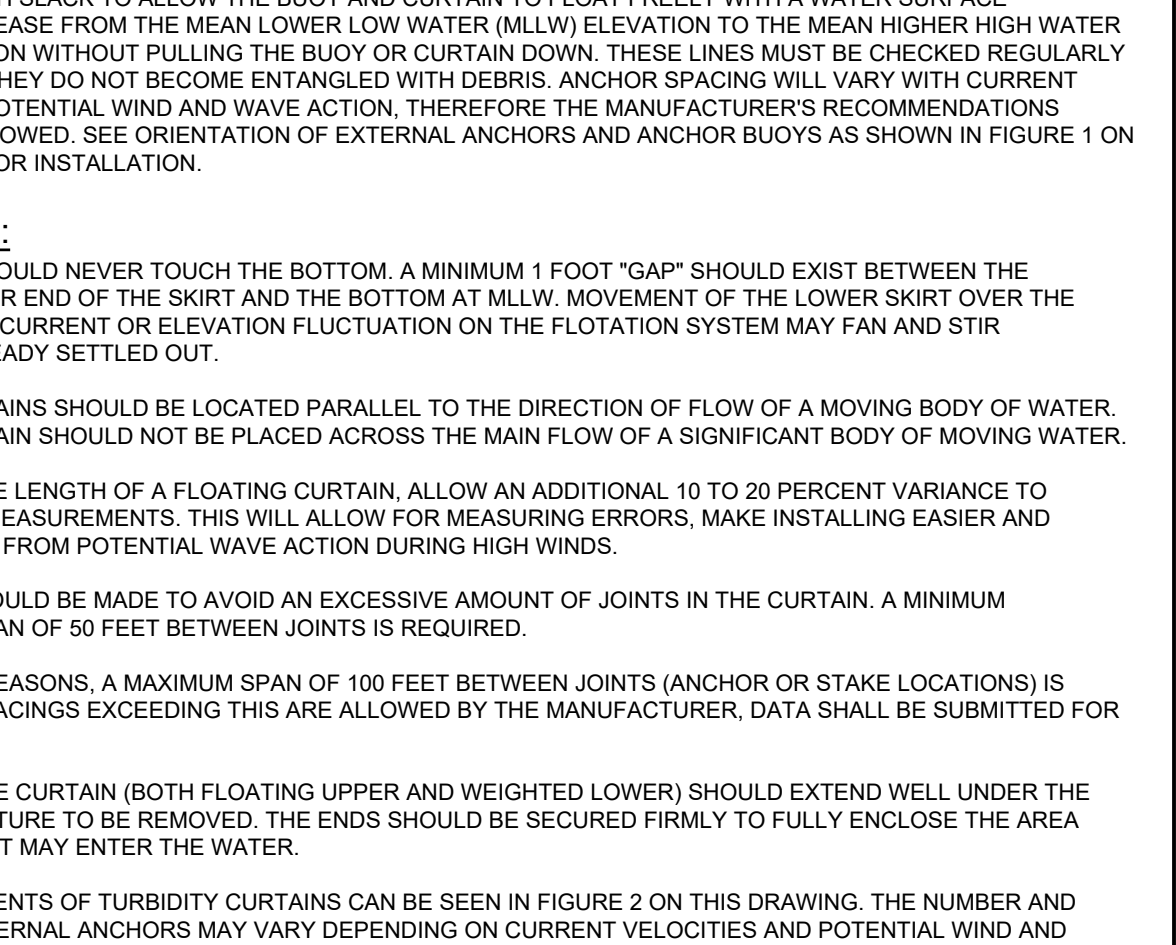 SLACK TO ALLOW THE BUOY AND CURTAIN TO FLOAT FREELY WITH A WATER SURFACE
EASE FROM THE MEAN LOWER LOW WATER (MLLW) ELEVATION TO THE MEAN HIGHER HIGH WATER
ON WITHOUT PULLING THE BUOY OR CURTAIN DOWN. THESE LINES MUST BE CHECKED REGULARLY
HEY DO NOT BECOME ENTANGLED WITH DEBRIS. ANCHOR SPACING WILL VARY WITH CURRENT
OTENTIAL WIND AND WAVE ACTION, THEREFORE THE MANUFACTURER'S RECOMMENDATIONS
OWED. SEE ORIENTATION OF EXTERNAL ANCHORS AND ANCHOR BUOYS AS SHOWN IN FIGURE 1 ON
OR INSTALLATION.
:
OULD NEVER TOUCH THE BOTTOM. A MINIMUM 1 FOOT "GAP" SHOULD EXIST BETWEEN THE
R END OF THE SKIRT AND THE BOTTOM AT MLLW. MOVEMENT OF THE LOWER SKIRT OVER THE
CURRENT OR ELEVATION FLUCTUATION ON THE FLOTATION SYSTEM MAY FAN AND STIR
EADY SETTLED OUT.
AINS SHOULD BE LOCATED PARALLEL TO THE DIRECTION OF FLOW OF A MOVING BODY OF WATER.
AIN SHOULD NOT BE PLACED ACROSS THE MAIN FLOW OF A SIGNIFICANT BODY OF MOVING WATER.
E LENGTH OF A FLOATING CURTAIN, ALLOW AN ADDITIONAL 10 TO 20 PERCENT VARIANCE TO
EASUREMENTS. THIS WILL ALLOW FOR MEASURING ERRORS, MAKE INSTALLING EASIER AND
FROM POTENTIAL WAVE ACTION DURING HIGH WINDS.
OULD BE MADE TO AVOID AN EXCESSIVE AMOUNT OF JOINTS IN THE CURTAIN. A MINIMUM
AN OF 50 FEET BETWEEN JOINTS IS REQUIRED.
EASONS, A MAXIMUM SPAN OF 100 FEET BETWEEN JOINTS (ANCHOR OR STAKE LOCATIONS) IS
ACINGS EXCEEDING THIS ARE ALLOWED BY THE MANUFACTURER, DATA SHALL BE SUBMITTED FOR
E CURTAIN (BOTH FLOATING UPPER AND WEIGHTED LOWER) SHOULD EXTEND WELL UNDER THE
TURE TO BE REMOVED. THE ENDS SHOULD BE SECURED FIRMLY TO FULLY ENCLOSE THE AREA
T MAY ENTER THE WATER.
ENTS OF TURBIDITY CURTAINS CAN BE SEEN IN FIGURE 2 ON THIS DRAWING. THE NUMBER AND
ERNAL ANCHORS MAY VARY DEPENDING ON CURRENT VELOCITIES AND POTENTIAL WIND AND